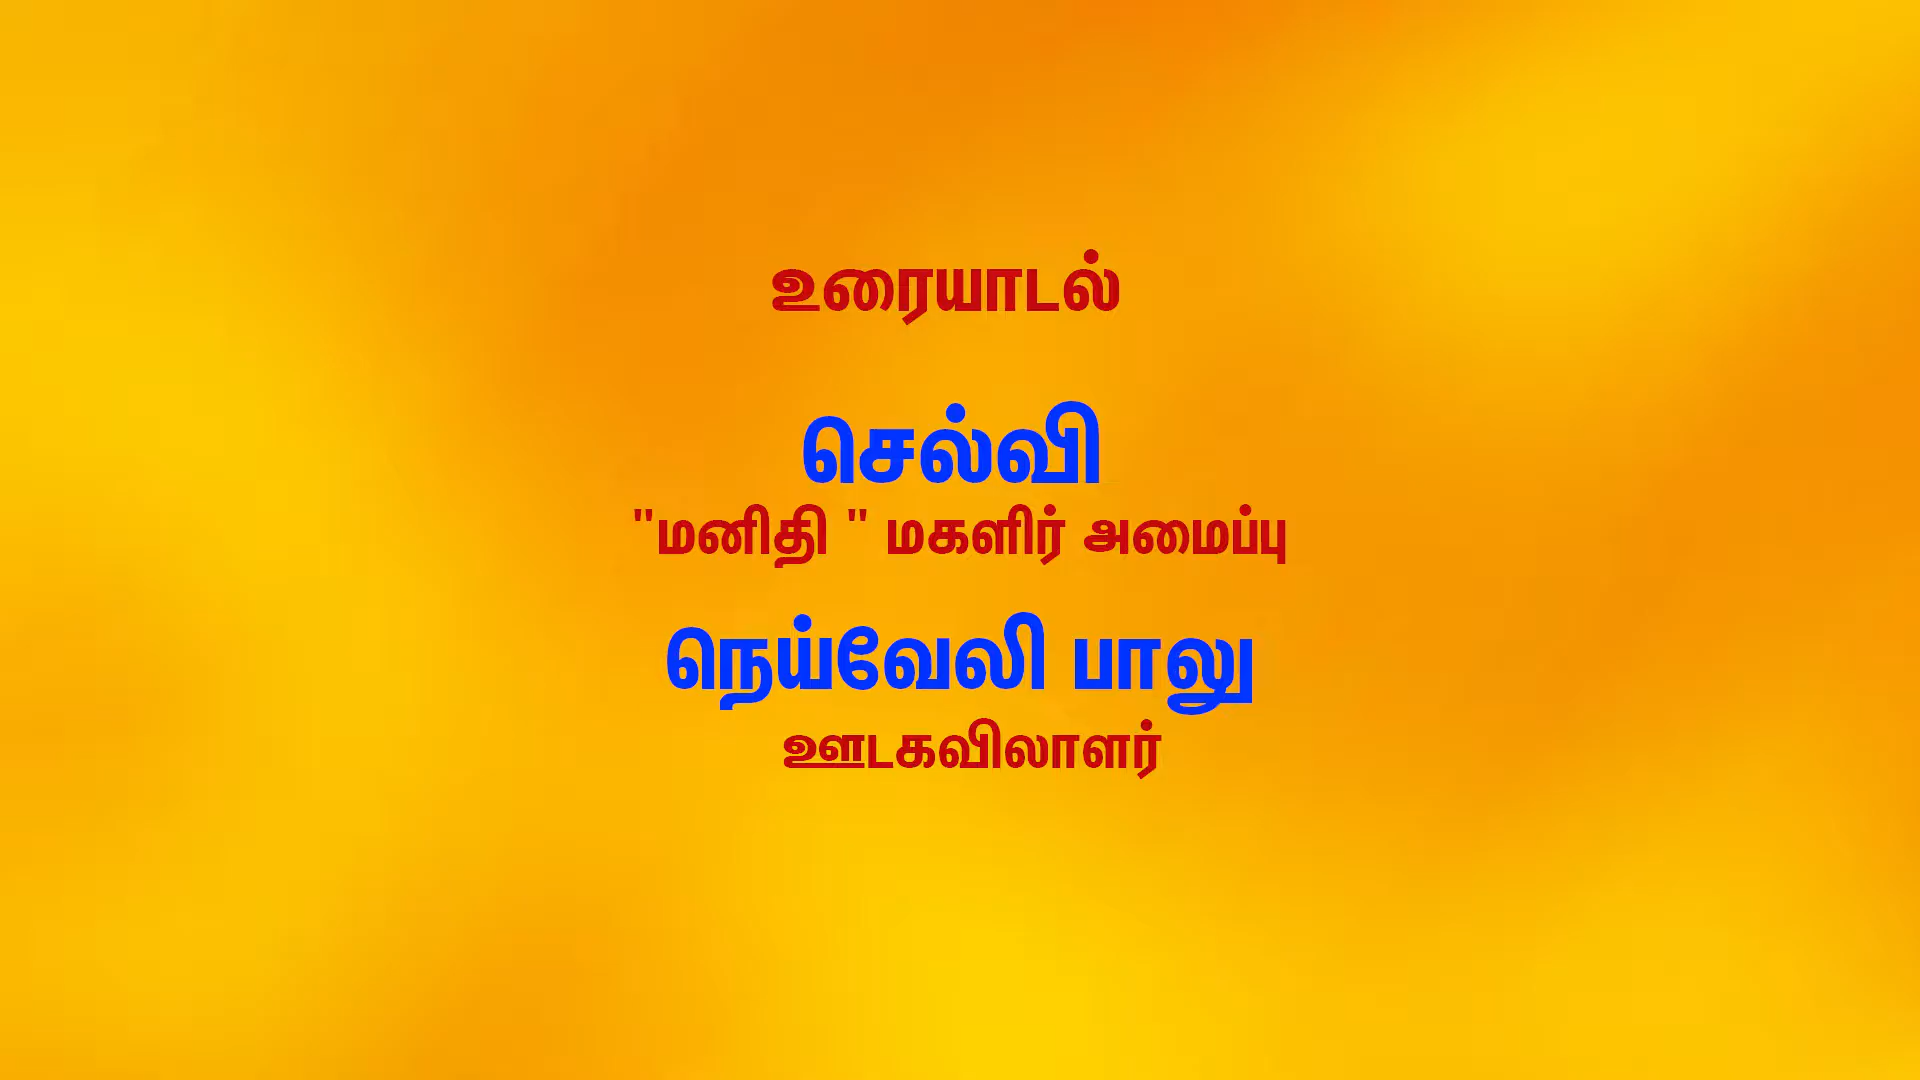 உரையாடல்
செல்வி
"மனிதி " மகளிர் அமைப்பு
நெய்வேலி பாலு
ஊடகவிலாளர்